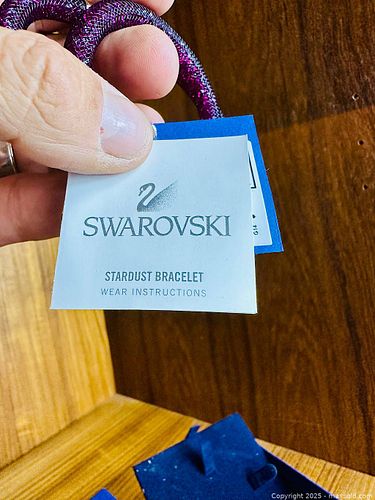 SWAROVSKI
STARDUST BRACELET
WEAR INSTRUCTIONS
Copyright 2025 - maxsold.com